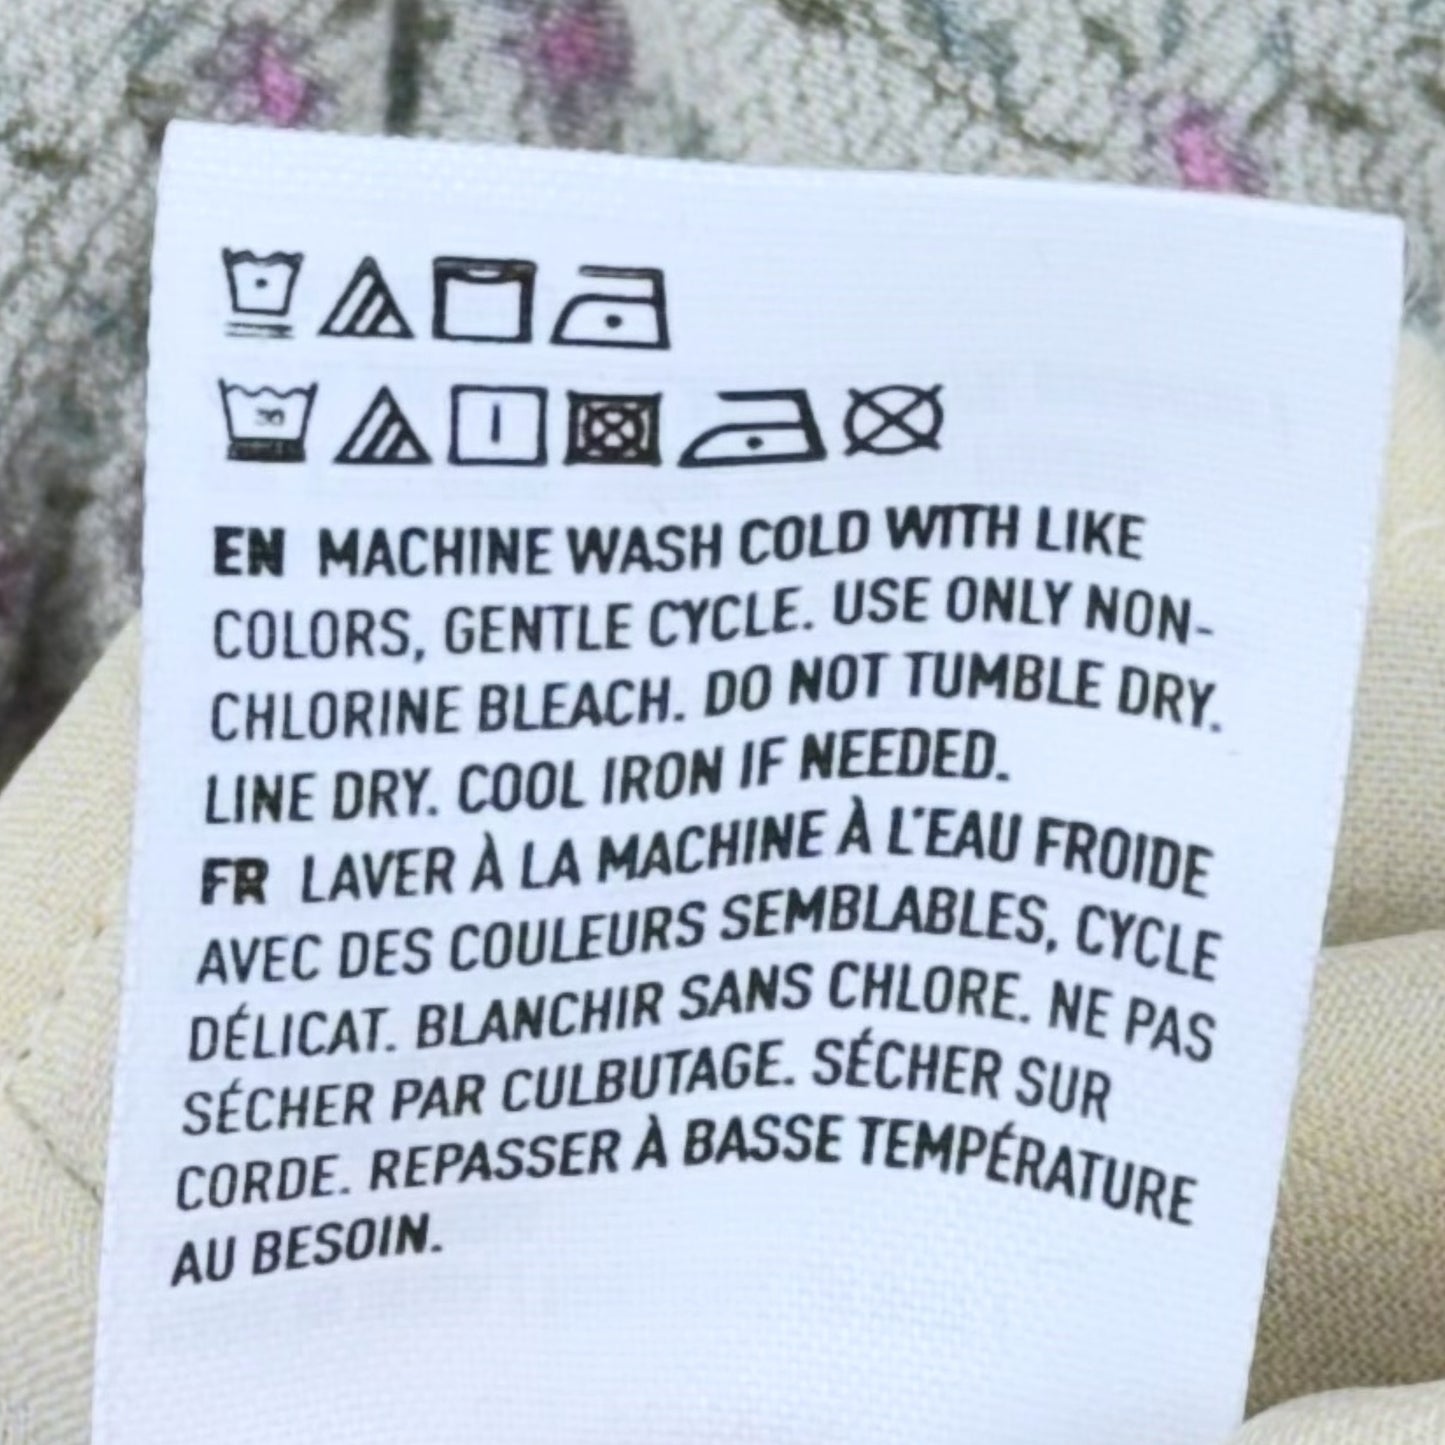 30
EN MACHINE WASH COLD WITH LIKE
COLORS, GENTLE CYCLE. USE ONLY NON-
CHLORINE BLEACH. DO NOT TUMBLE DRY.
LINE DRY. COOL IRON IF NEEDED.
FR LAVER À LA MACHINE À L'EAU FROIDE
AVEC DES COULEURS SEMBLABLES, CYCLE
DÉLICAT. BLANCHIR SANS CHLORE. NE PAS
SÉCHER PAR CULBUTAGE. SÉCHER SUR
CORDE. REPASSER À BASSE TEMPÉRATURE
AU BESOIN.